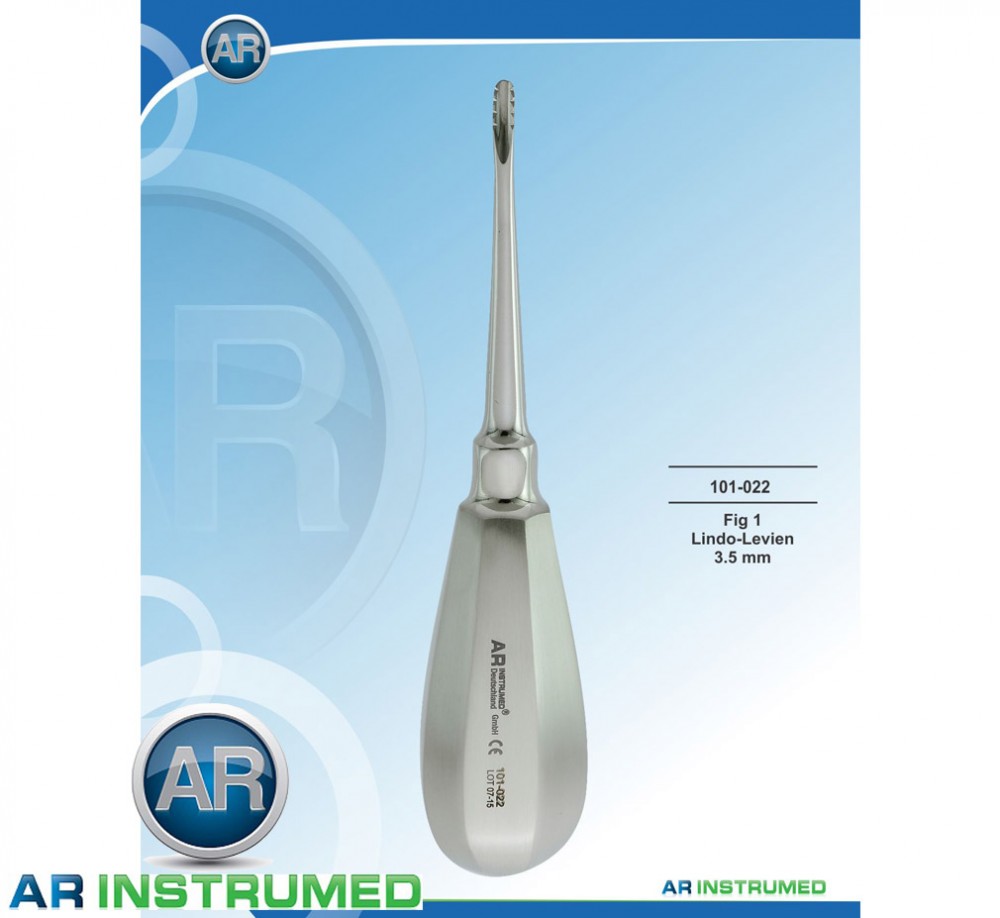 AR
AR
101-022
Fig 1
Lindo-Levien
3.5 mm
AR INSTRUMED®
Deutschland GmbH
CE
101-022
LOT 07-15
AR
AR INSTRUMED
AR INSTRUMED